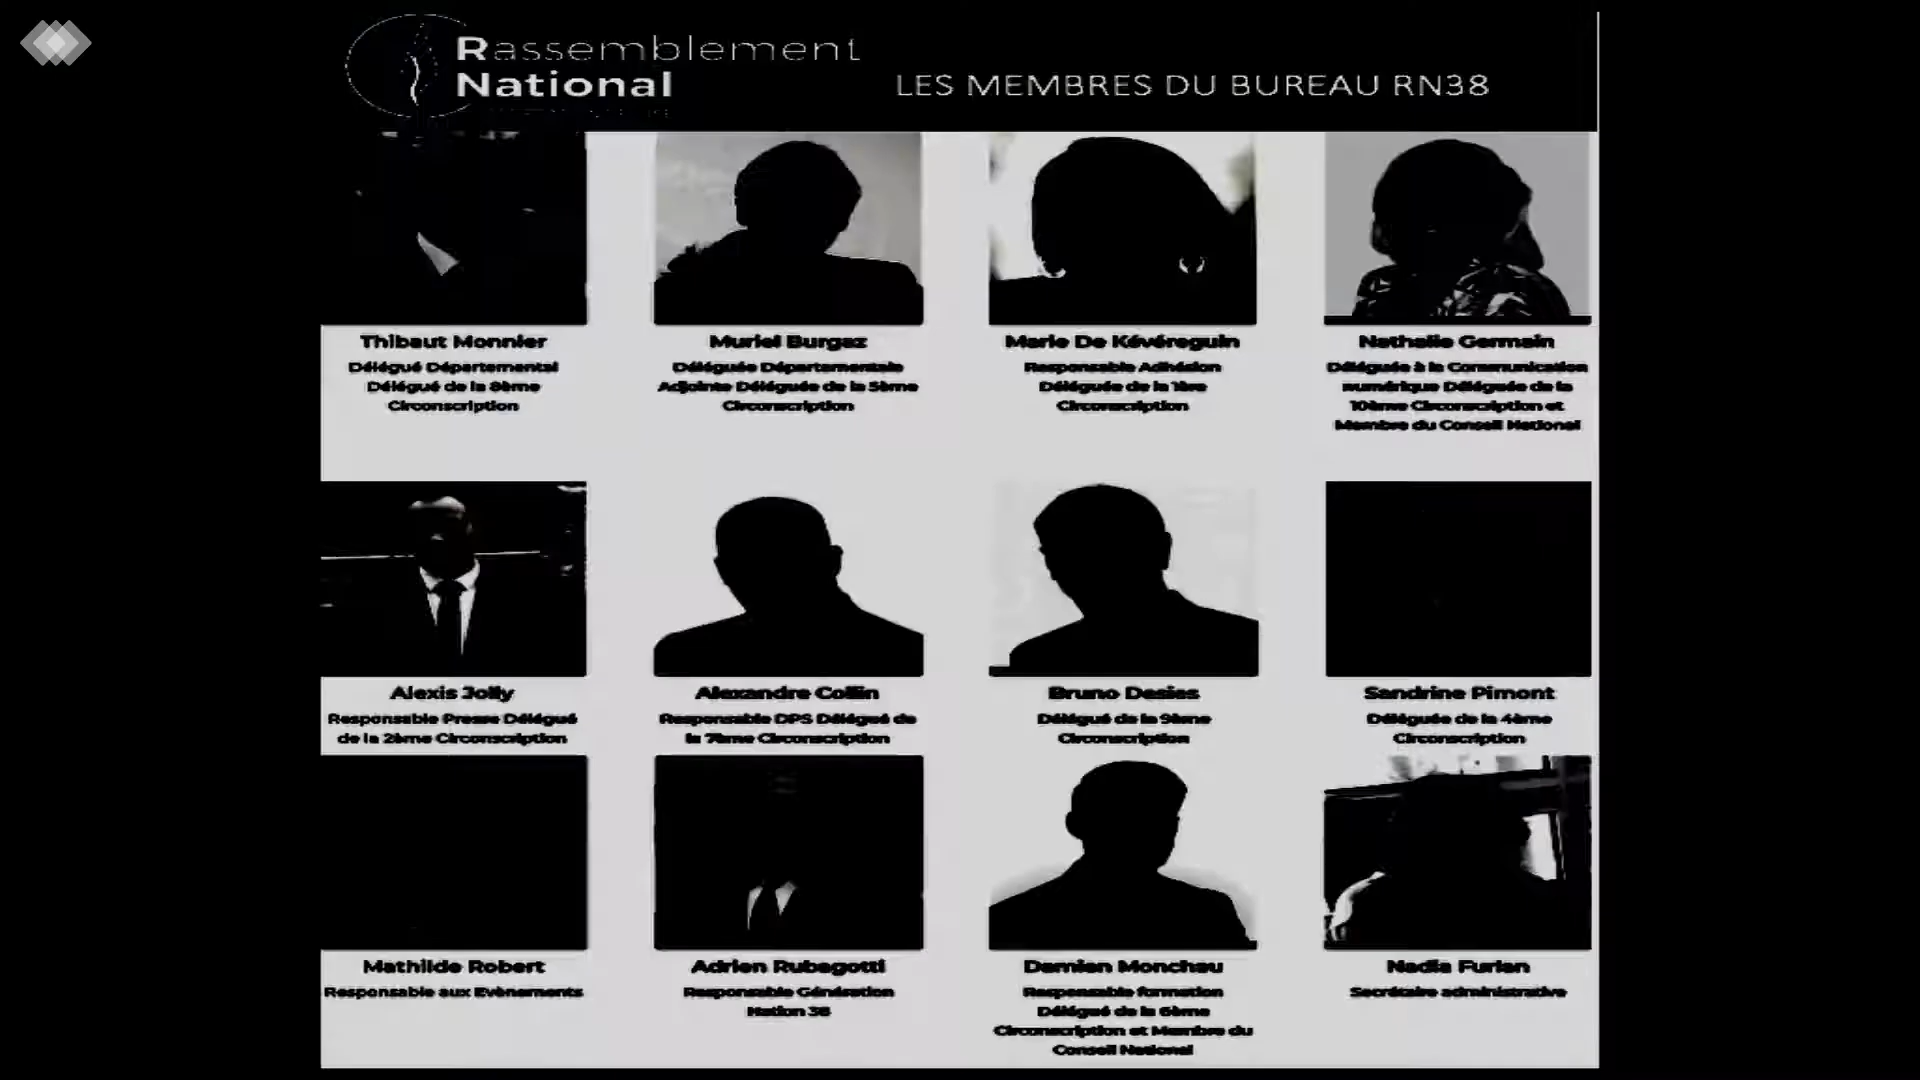 Rassemblement
National
LES MEMBRES DU BUREAU RN38
Thibaut Monnier
Délégué Départemental
Délégué de la 8ème
Circonscription
Muriel Burgaz
Déléguée Départementale
Adjointe Déléguée de la 5ème
Circonscription
Marie De Kévéreguin
Responsable Adhésion
Déléguée de la 1ère
Circonscription
Nathalie Germain
Déléguée à la Communication
numérique Déléguée de la
10ème Circonscription et
Membre du Conseil National
Alexis Jolly
Responsable Presse Délégué
de la 2ème Circonscription
Alexandre Collin
Responsable DPS Délégué de
la 7ème Circonscription
Bruno Desies
Délégué de la 9ème
Circonscription
Sandrine Pimont
Déléguée de la 4ème
Circonscription
Mathilde Robert
Responsable aux Evènements
Adrien Rubagotti
Responsable Génération
Nation 38
Damien Monchau
Responsable formation
Délégué de la 6ème
Circonscription et Membre du
Conseil National
Nadia Furlan
Secrétaire administrative